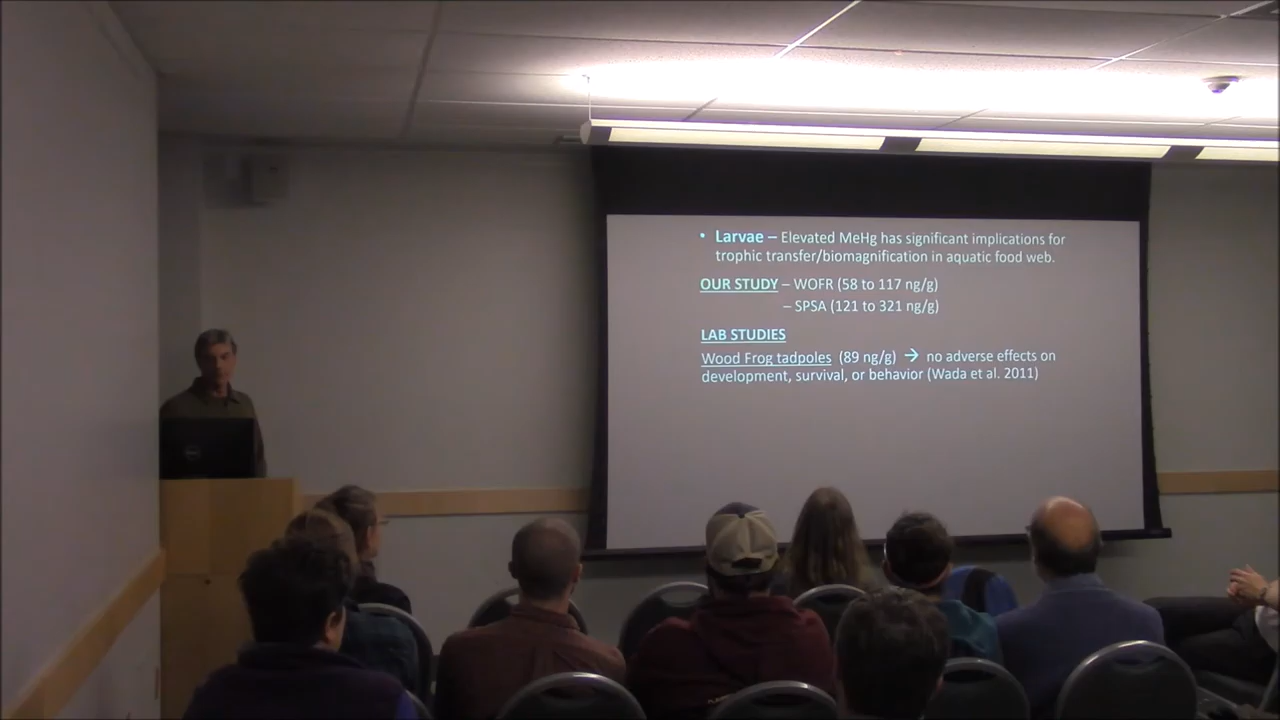 • Larvae – Elevated MeHg has significant implications for
trophic transfer/biomagnification in aquatic food web.
OUR STUDY – WOFR (58 to 117 ng/g)
– SPSA (121 to 321 ng/g)
LAB STUDIES
Wood Frog tadpoles (89 ng/g) → no adverse effects on
development, survival, or behavior (Wada et al. 2011)